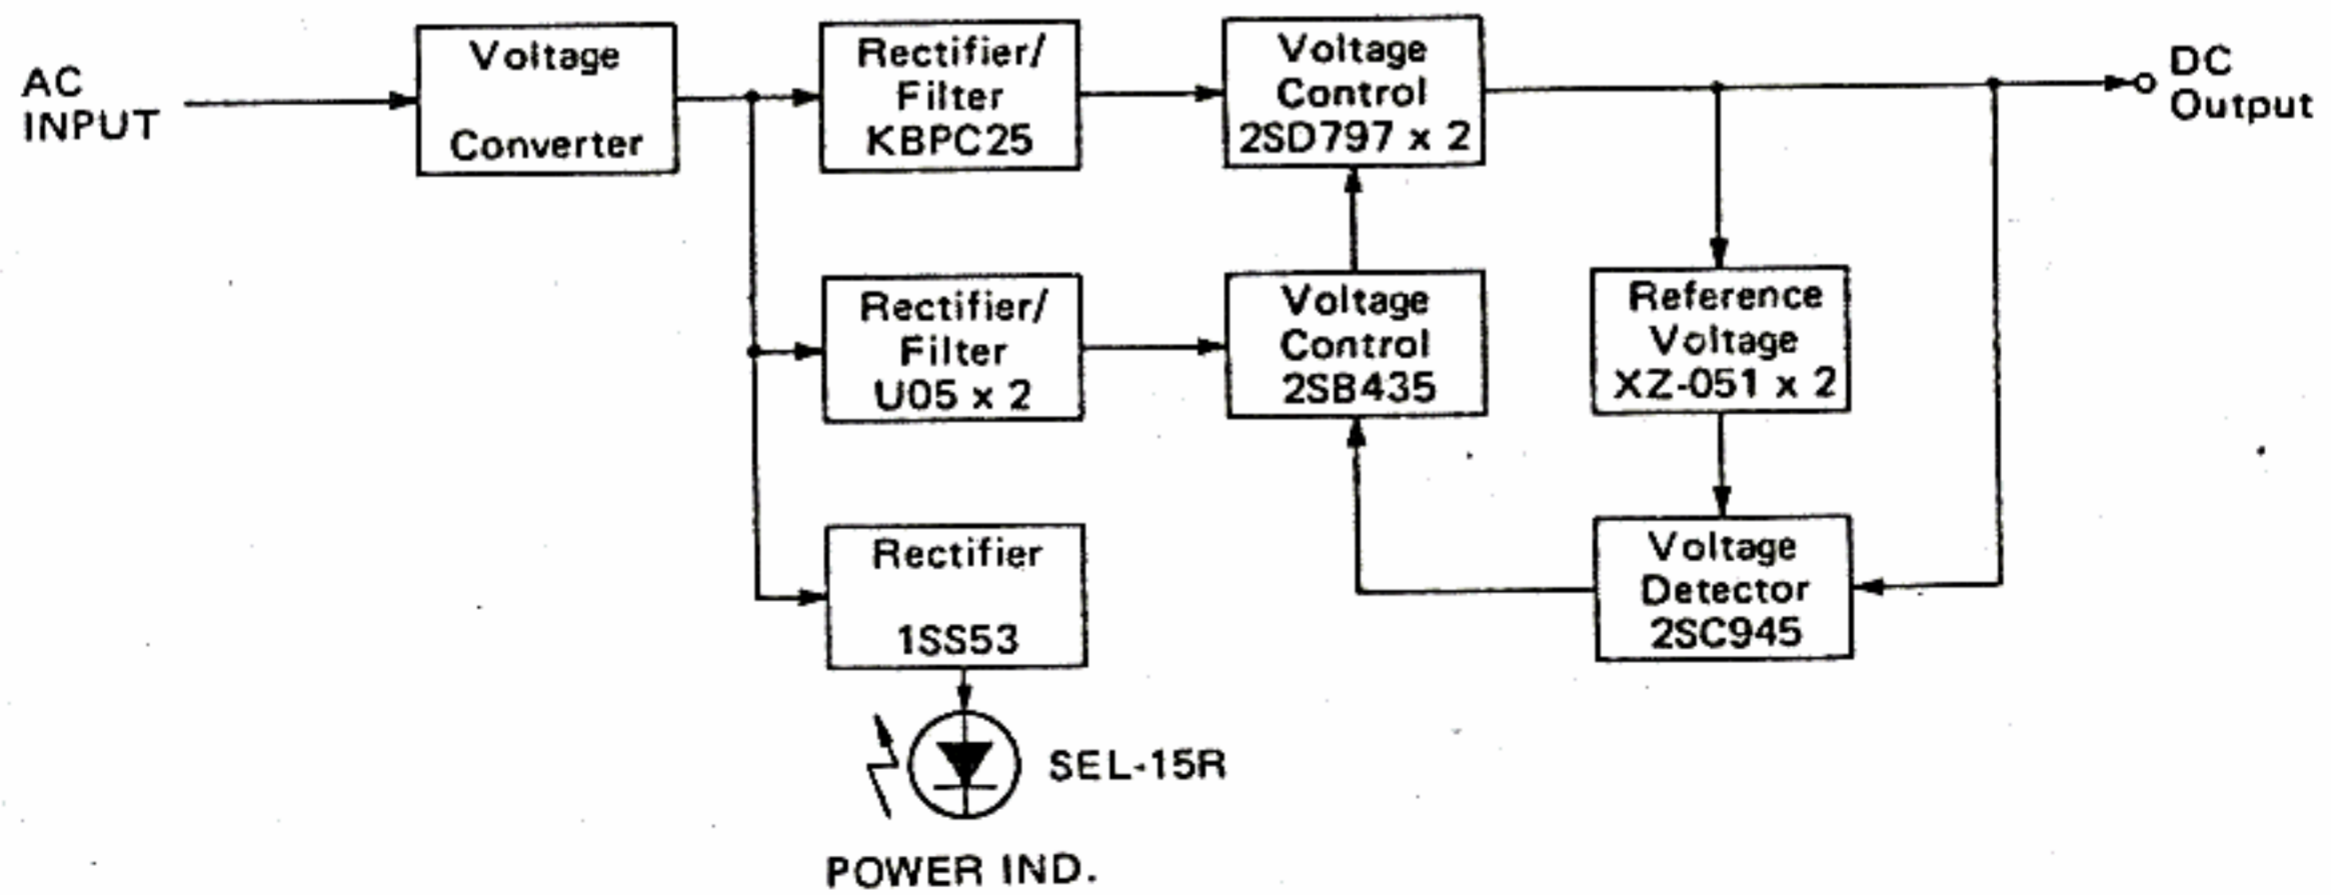 AC
INPUT
Voltage
Converter
Rectifier/
Filter
KBPC25
Voltage
Control
2SD797 x 2
DC
Output
Rectifier/
Filter
U05 x 2
Voltage
Control
2SB435
Reference
Voltage
XZ-051 x 2
Rectifier
1SS53
Voltage
Detector
2SC945
SEL-15R
POWER IND.